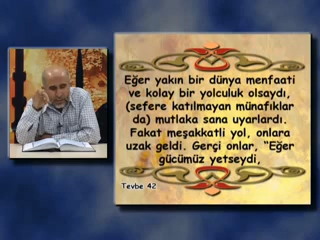 Eğer yakın bir dünya menfaati
ve kolay bir yolculuk olsaydı,
(sefere katılmayan münafıklar
da) mutlaka sana uyarlardı.
Fakat meşakkatli yol, onlara
uzak geldi. Gerçi onlar, "Eğer
gücümüz yetseydi,
Tevbe 42